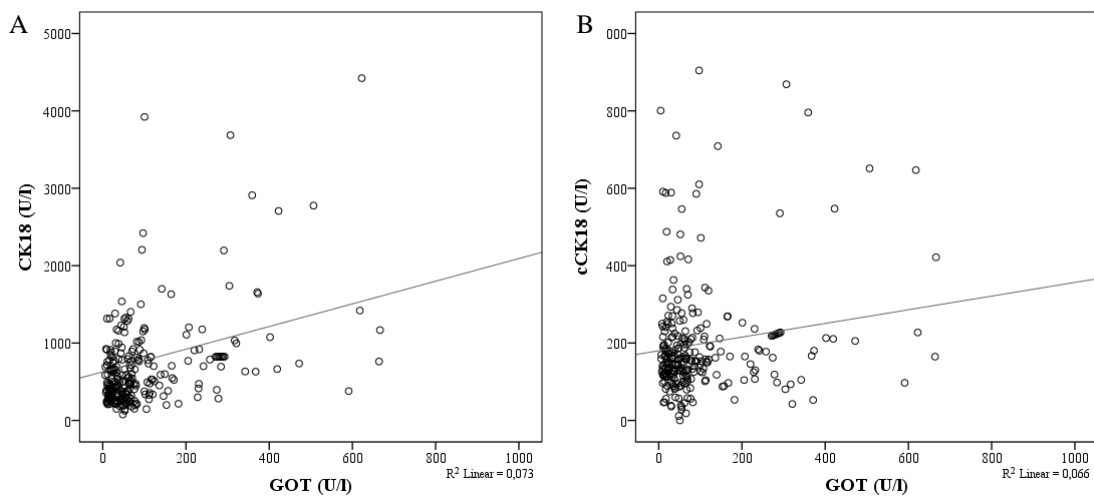 A
B
5000
4000
3000
2000
1000
0
CK18 (U/l)
0 200 400 600 800 1000
GOT (U/l)
R² Linear = 0,073
000
800
600
400
200
0
cCK18 (U/l)
0 200 400 600 800 1000
GOT (U/l)
R² Linear = 0,066